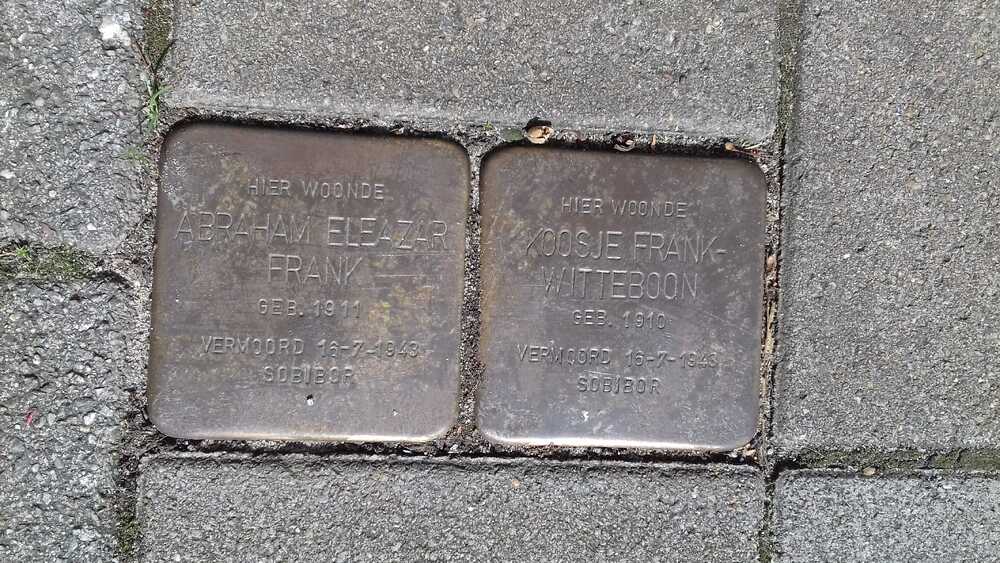 HIER WOONDE
ABRAHAM ELEAZAR
FRANK
GEB. 1911
VERMOORD 16-7-1943
SOBIBOR
HIER WOONDE
KOOSJE FRANK-
WITTEBOON
GEB. 1910
VERMOORD 16-7-1943
SOBIBOR